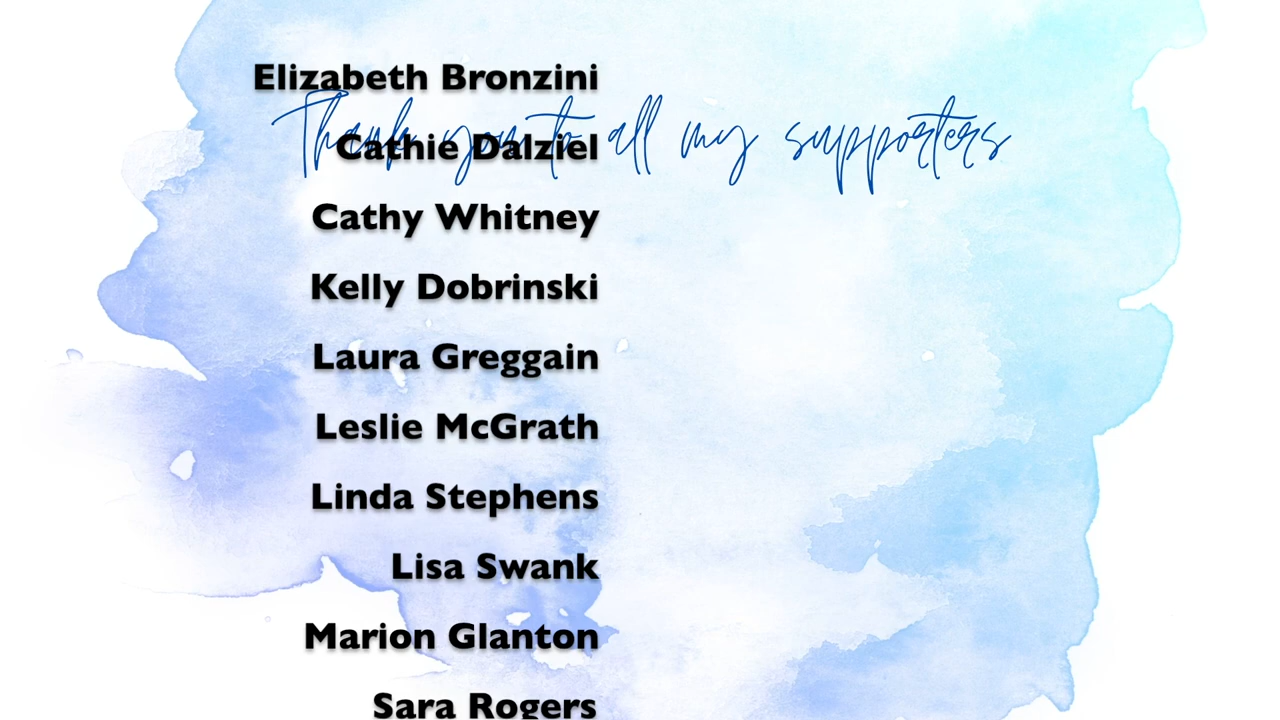 Elizabeth Bronzini
Thank you to all my supporters
Cathie Dalziel
Cathy Whitney
Kelly Dobrinski
Laura Greggain
Leslie McGrath
Linda Stephens
Lisa Swank
Marion Glanton
Sara Rogers